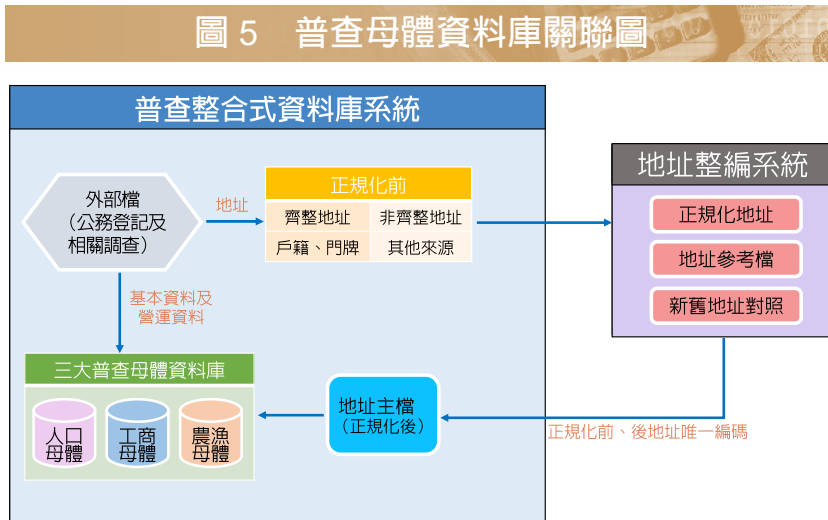 圖 5 普查母體資料庫關聯圖
普查整合式資料庫系統
外部檔
（公務登記及
相關調查）
地址
正規化前
齊整地址 非齊整地址
戶籍、門牌 其他來源
地址整編系統
正規化地址
地址參考檔
新舊地址對照
基本資料及
營運資料
三大普查母體資料庫
人口
母體
工商
母體
農漁
母體
地址主檔
（正規化後）
正規化前、後地址唯一編碼